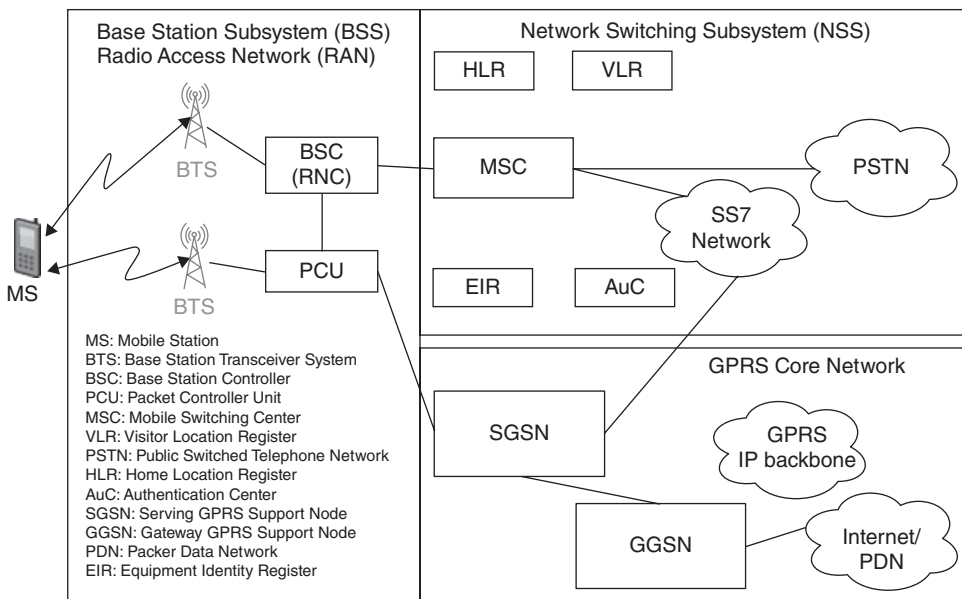 Base Station Subsystem (BSS)
Radio Access Network (RAN)
BTS
BSC
(RNC)
BTS
PCU
MS
MS: Mobile Station
BTS: Base Station Transceiver System
BSC: Base Station Controller
PCU: Packet Controller Unit
MSC: Mobile Switching Center
VLR: Visitor Location Register
PSTN: Public Switched Telephone Network
HLR: Home Location Register
AuC: Authentication Center
SGSN: Serving GPRS Support Node
GGSN: Gateway GPRS Support Node
PDN: Packer Data Network
EIR: Equipment Identity Register
Network Switching Subsystem (NSS)
HLR
VLR
MSC
PSTN
SS7
Network
EIR
AuC
GPRS Core Network
SGSN
GPRS
IP backbone
GGSN
Internet/
PDN